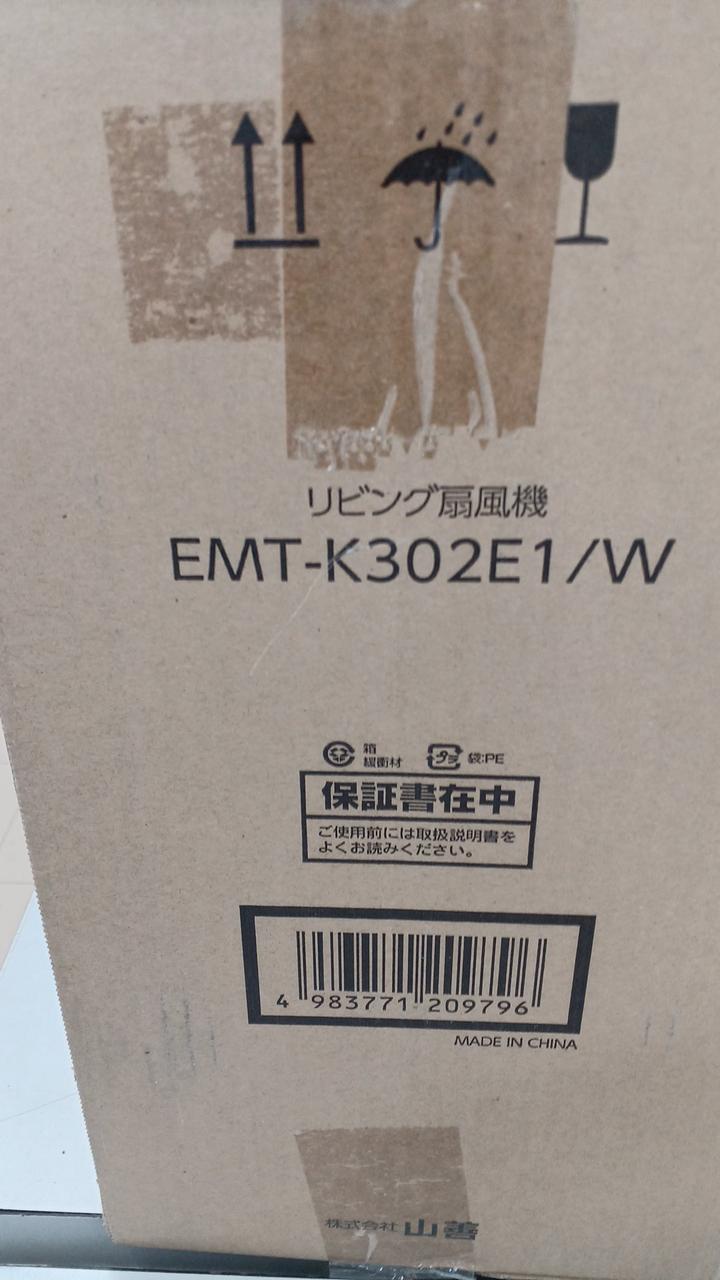 リビング扇風機
EMT-K302E1/W
箱
緩衝材
プラ
袋:PE
保証書在中
ご使用前には取扱説明書を
よくお読みください。
4 983771 209796
MADE IN CHINA
株式会社 山善